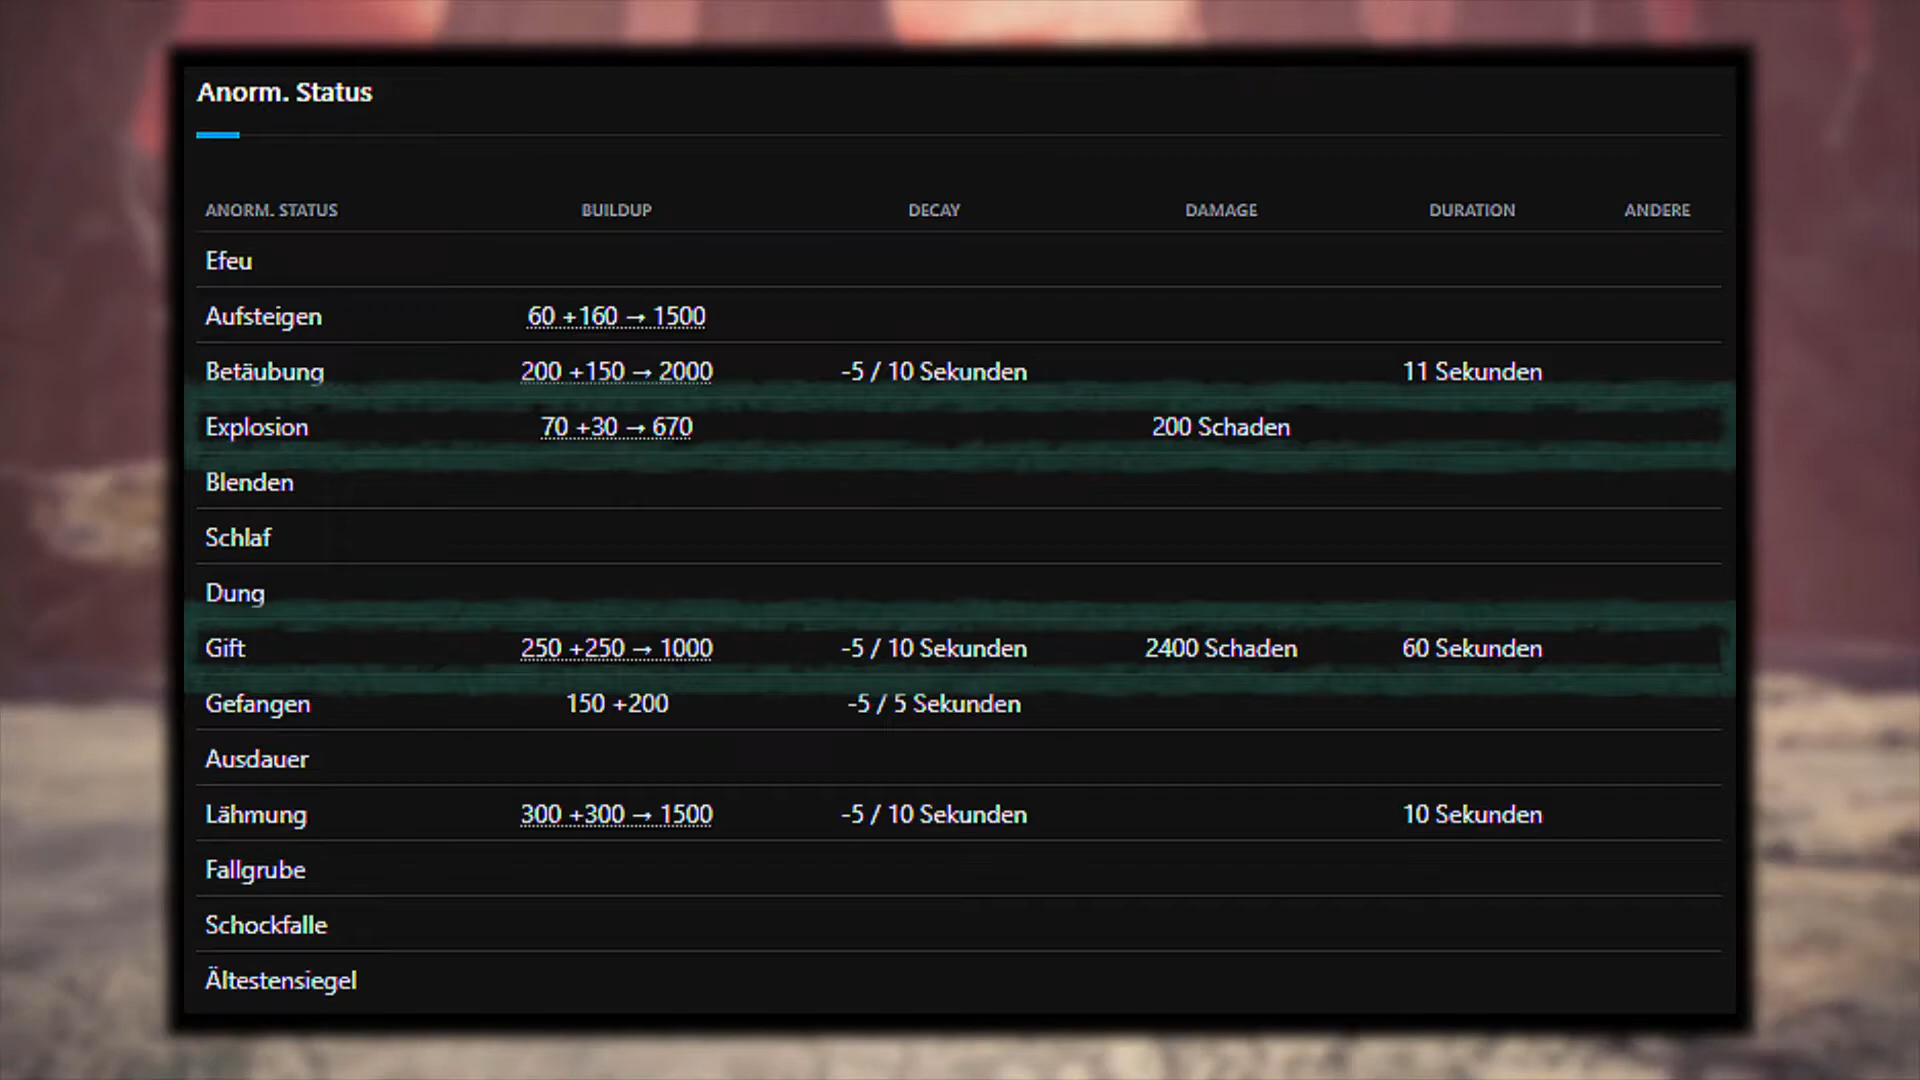 Anorm. Status
ANORM. STATUS BUILDUP DECAY DAMAGE DURATION ANDERE
Efeu
Aufsteigen 60 +160 → 1500
Betäubung 200 +150 → 2000 -5 / 10 Sekunden 11 Sekunden
Explosion 70 +30 → 670 200 Schaden
Blenden
Schlaf
Dung
Gift 250 +250 → 1000 -5 / 10 Sekunden 2400 Schaden 60 Sekunden
Gefangen 150 +200 -5 / 5 Sekunden
Ausdauer
Lähmung 300 +300 → 1500 -5 / 10 Sekunden 10 Sekunden
Fallgrube
Schockfalle
Ältestensiegel